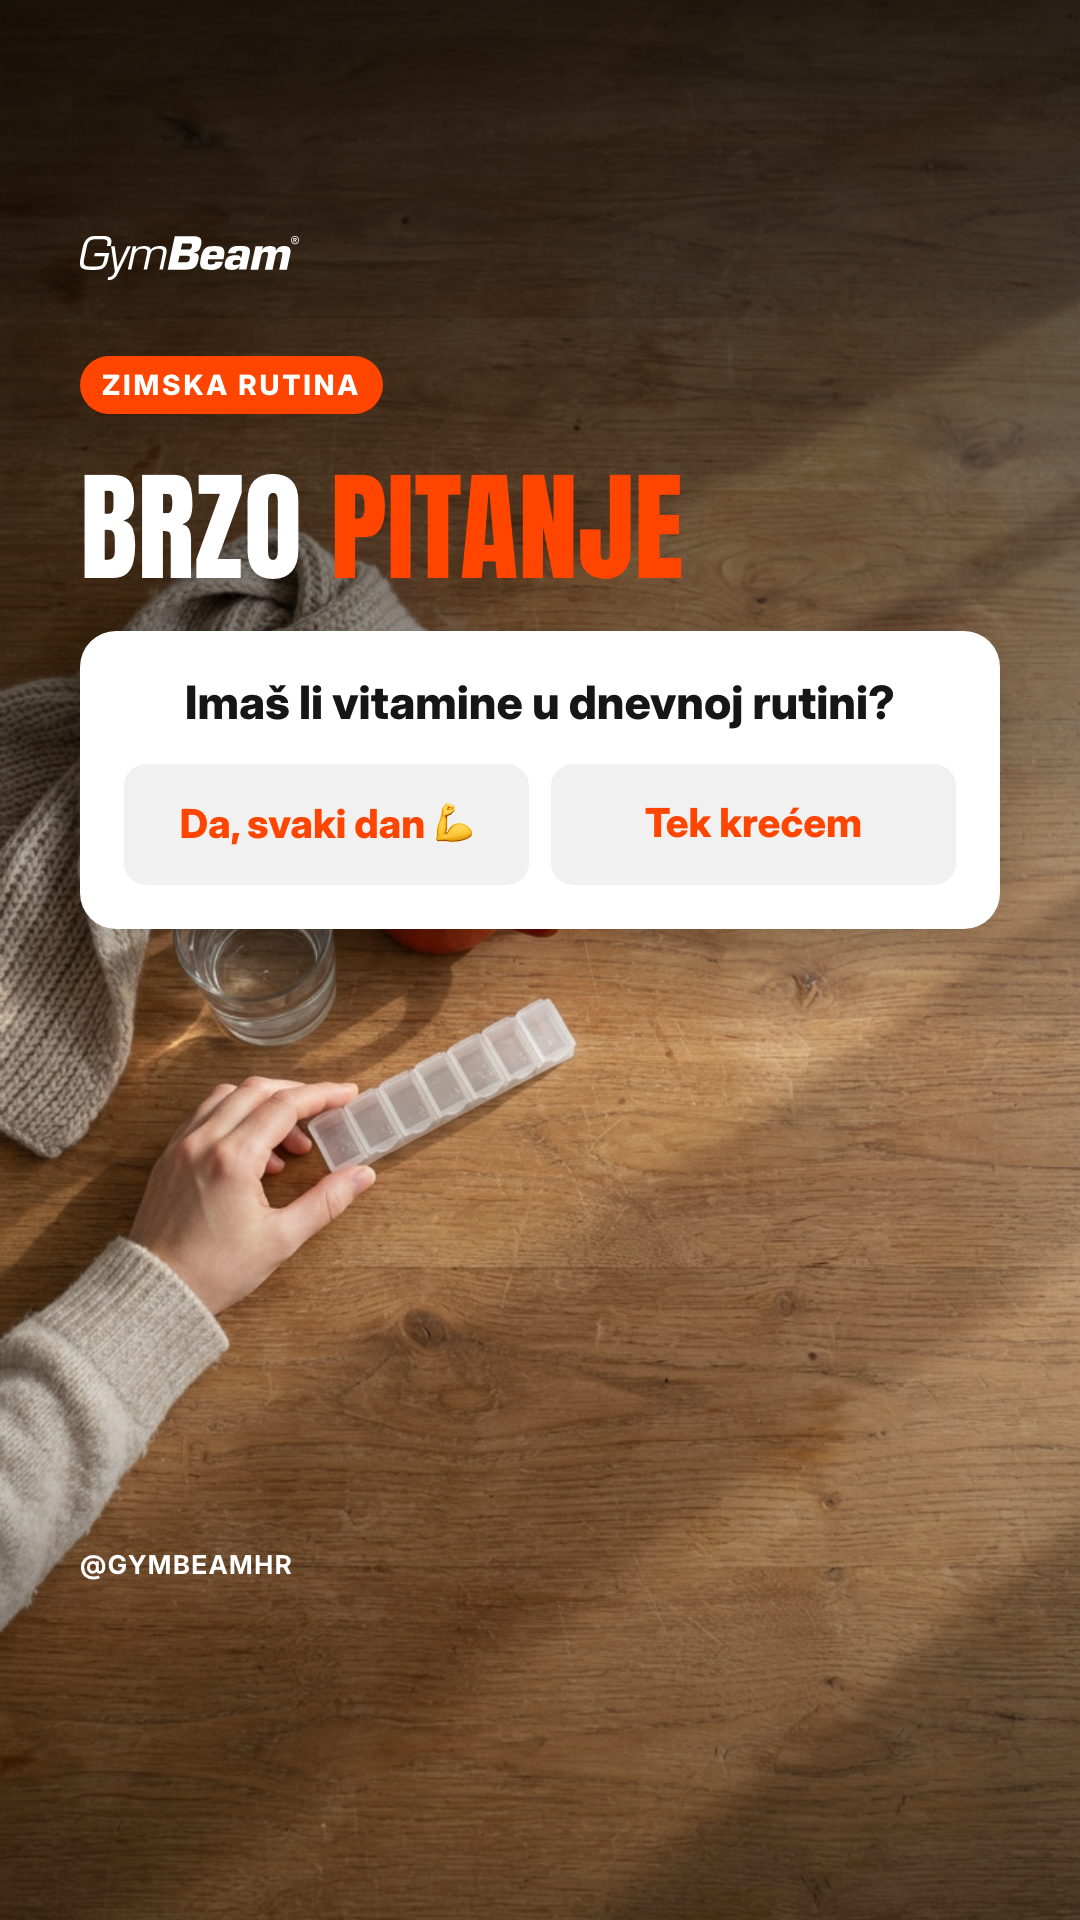 GymBeam®
ZIMSKA RUTINA
BRZO PITANJE
Imaš li vitamine u dnevnoj rutini?
Da, svaki dan 💪
Tek krećem
@GYMBEAMHR